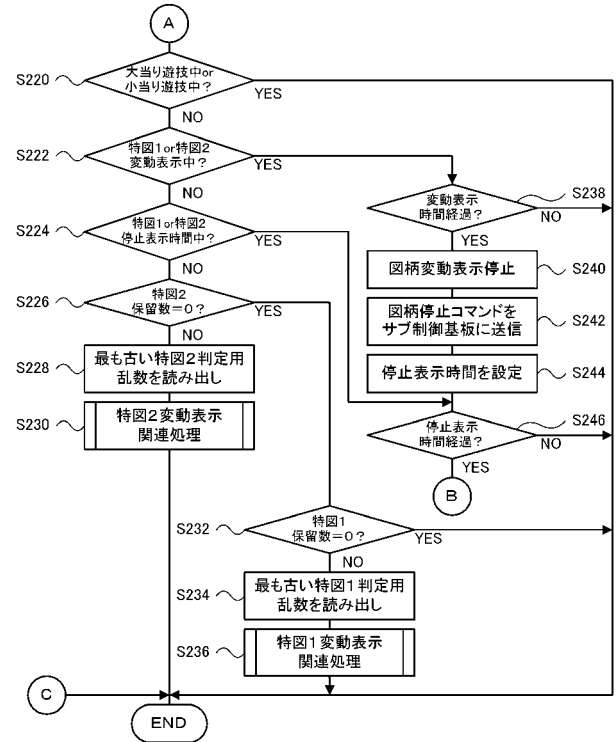 A
S220
大当り遊技中or
小当り遊技中？
YES
NO
S222
特図1or特図2
変動表示中？
YES
NO
S238
変動表示
時間経過？
NO
YES
S224
特図1or特図2
停止表示時間中？
YES
NO
図柄変動表示停止
S240
S226
特図2
保留数=0？
YES
NO
図柄停止コマンドを
サブ制御基板に送信
S242
S228
最も古い特図2判定用
乱数を読み出し
停止表示時間を設定
S244
S230
特図2変動表示
関連処理
停止表示
時間経過？
S246
NO
YES
B
S232
特図1
保留数=0？
YES
NO
S234
最も古い特図1判定用
乱数を読み出し
S236
特図1変動表示
関連処理
C
END